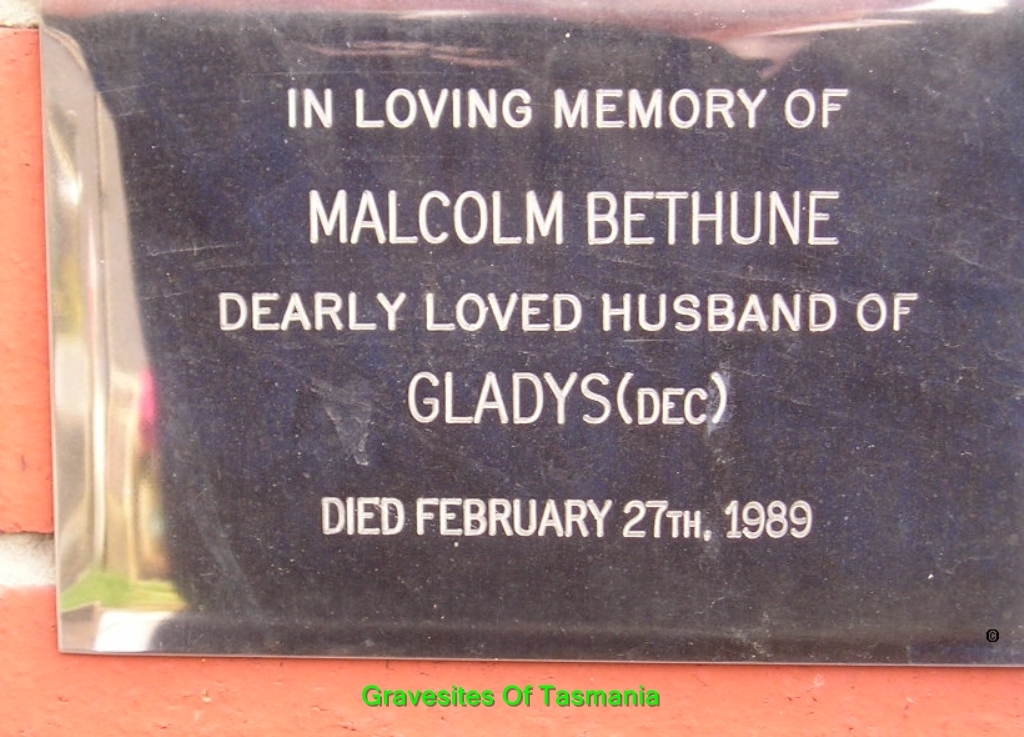 IN LOVING MEMORY OF
MALCOLM BETHUNE
DEARLY LOVED HUSBAND OF
GLADYS(DEC)
DIED FEBRUARY 27TH, 1989
©
Gravesites Of Tasmania